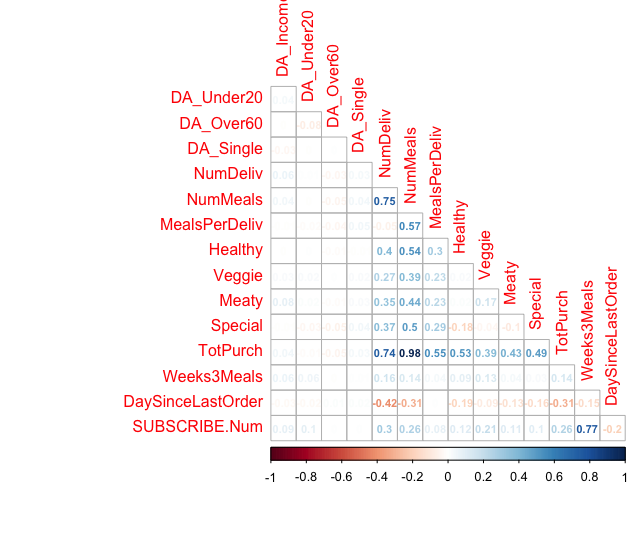 DA_Income
DA_Under20
DA_Over60
DA_Single
NumDeliv
NumMeals
MealsPerDeliv
Healthy
Veggie
Meaty
Special
TotPurch
Weeks3Meals
DaySinceLastOrder
DA_Under20
DA_Over60
DA_Single
NumDeliv
NumMeals 0.75
MealsPerDeliv 0.57
Healthy 0.4 0.54 0.3
Veggie 0.27 0.39 0.23
Meaty 0.35 0.44 0.23 0.17
Special 0.37 0.5 0.29 -0.18 -0.1
TotPurch 0.74 0.98 0.55 0.53 0.39 0.43 0.49
Weeks3Meals 0.16 0.14 0.09 0.13 0.14
DaySinceLastOrder -0.42 -0.31 -0.19 -0.09 -0.13 -0.16 -0.31 -0.15
SUBSCRIBE.Num 0.09 0.1 0.3 0.26 0.08 0.12 0.21 0.11 0.1 0.26 0.77 -0.2
-1 -0.8 -0.6 -0.4 -0.2 0 0.2 0.4 0.6 0.8 1